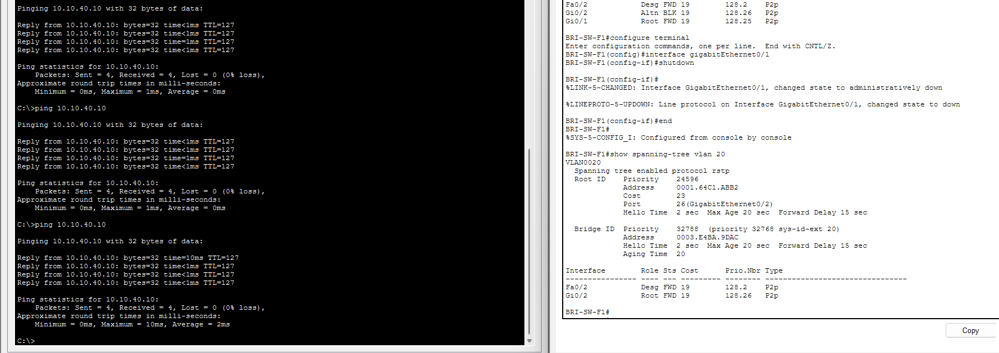 Pinging 10.10.40.10 with 32 bytes of data:
Reply from 10.10.40.10: bytes=32 time<1ms TTL=127
Reply from 10.10.40.10: bytes=32 time<1ms TTL=127
Reply from 10.10.40.10: bytes=32 time=1ms TTL=127
Reply from 10.10.40.10: bytes=32 time<1ms TTL=127
Ping statistics for 10.10.40.10:
Packets: Sent = 4, Received = 4, Lost = 0 (0% loss),
Approximate round trip times in milli-seconds:
Minimum = 0ms, Maximum = 1ms, Average = 0ms
C:\>ping 10.10.40.10
Pinging 10.10.40.10 with 32 bytes of data:
Reply from 10.10.40.10: bytes=32 time<1ms TTL=127
Reply from 10.10.40.10: bytes=32 time<1ms TTL=127
Reply from 10.10.40.10: bytes=32 time=1ms TTL=127
Reply from 10.10.40.10: bytes=32 time<1ms TTL=127
Ping statistics for 10.10.40.10:
Packets: Sent = 4, Received = 4, Lost = 0 (0% loss),
Approximate round trip times in milli-seconds:
Minimum = 0ms, Maximum = 1ms, Average = 0ms
C:\>ping 10.10.40.10
Pinging 10.10.40.10 with 32 bytes of data:
Reply from 10.10.40.10: bytes=32 time=10ms TTL=127
Reply from 10.10.40.10: bytes=32 time<1ms TTL=127
Reply from 10.10.40.10: bytes=32 time<1ms TTL=127
Reply from 10.10.40.10: bytes=32 time<1ms TTL=127
Ping statistics for 10.10.40.10:
Packets: Sent = 4, Received = 4, Lost = 0 (0% loss),
Approximate round trip times in milli-seconds:
Minimum = 0ms, Maximum = 10ms, Average = 2ms
C:\>
Fa0/2 Desg FWD 19 128.2 P2p
Gi0/2 Altn BLK 19 128.26 P2p
Gi0/1 Root FWD 19 128.25 P2p
BRI-SW-F1#configure terminal
Enter configuration commands, one per line. End with CNTL/Z.
BRI-SW-F1(config)#interface gigabitEthernet0/1
BRI-SW-F1(config-if)#shutdown
BRI-SW-F1(config-if)#
%LINK-5-CHANGED: Interface GigabitEthernet0/1, changed state to administratively down
%LINEPROTO-5-UPDOWN: Line protocol on Interface GigabitEthernet0/1, changed state to down
BRI-SW-F1(config-if)#end
BRI-SW-F1#
%SYS-5-CONFIG_I: Configured from console by console
BRI-SW-F1#show spanning-tree vlan 20
VLAN0020
Spanning tree enabled protocol rstp
Root ID Priority 24596
Address 0001.64C1.ABB2
Cost 23
Port 26(GigabitEthernet0/2)
Hello Time 2 sec Max Age 20 sec Forward Delay 15 sec
Bridge ID Priority 32788 (priority 32768 sys-id-ext 20)
Address 0003.E4BA.9DAC
Hello Time 2 sec Max Age 20 sec Forward Delay 15 sec
Aging Time 20
Interface Role Sts Cost Prio.Nbr Type
---------------- ---- --- --------- -------- --------------------------------
Fa0/2 Desg FWD 19 128.2 P2p
Gi0/2 Root FWD 19 128.26 P2p
BRI-SW-F1#
Copy